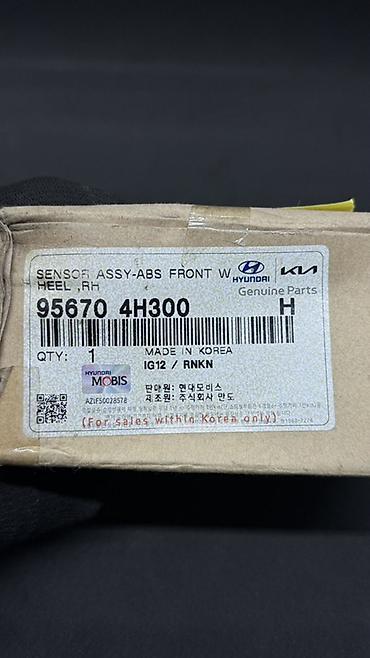 SENSOR ASSY-ABS FRONT W
HEEL ,RH
HYUNDAI
KIA
Genuine Parts
95670 4H300 H
QTY: 1
MADE IN KOREA
IG12 / RNKN
HYUNDAI
MOBIS
AZIF50028578
판매원: 현대모비스
제조원: 주식회사 만도
(For sales within Korea only)